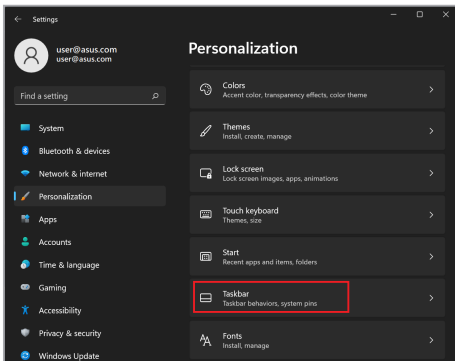 Settings
user@asus.com
user@asus.com
Find a setting
System
Bluetooth & devices
Network & internet
Personalization
Apps
Accounts
Time & language
Gaming
Accessibility
Privacy & security
Windows Update
Personalization
Colors
Accent color, transparency effects, color theme
Themes
Install, create, manage
Lock screen
Lock screen images, apps, animations
Touch keyboard
Themes, size
Start
Recent apps and items, folders
Taskbar
Taskbar behaviors, system pins
Fonts
Install, manage